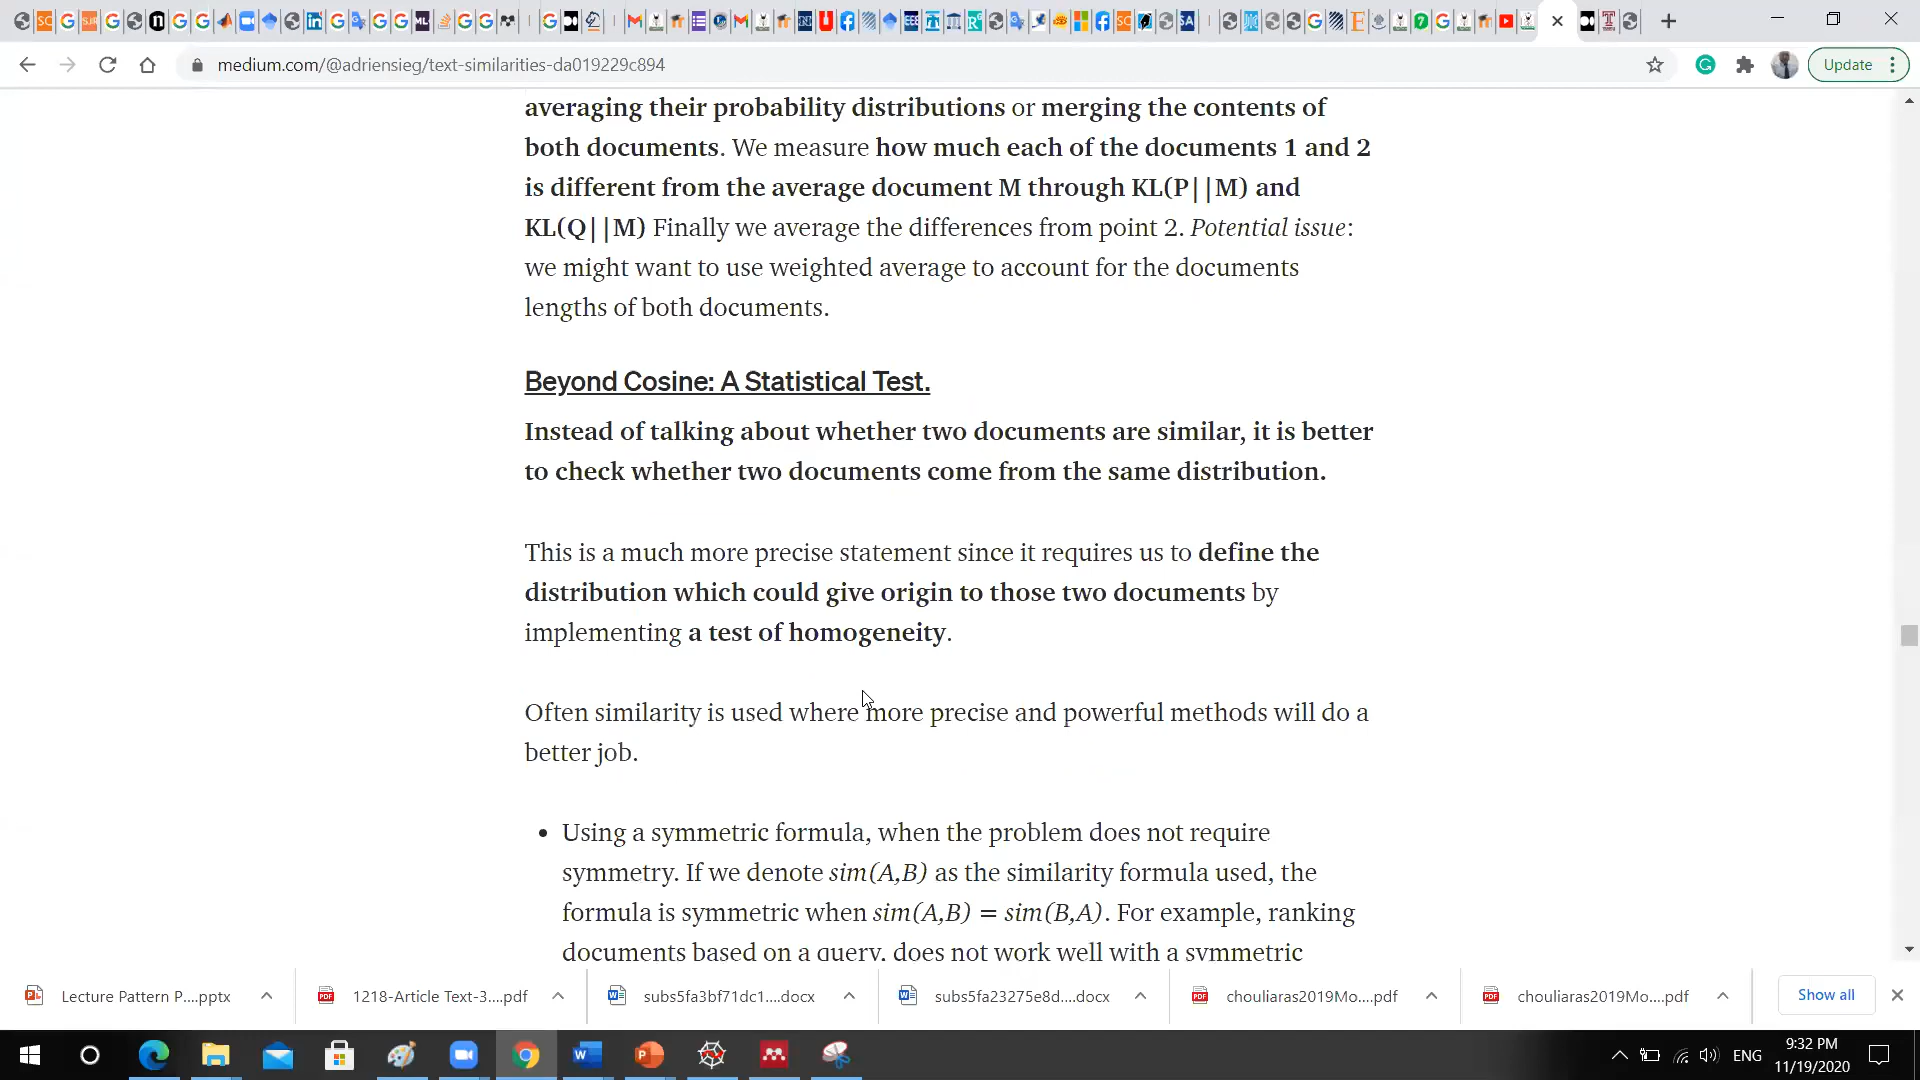 medium.com/@adriensieg/text-similarities-da019229c894
Update
averaging their probability distributions or merging the contents of
both documents. We measure how much each of the documents 1 and 2
is different from the average document M through KL(P||M) and
KL(Q||M) Finally we average the differences from point 2. Potential issue:
we might want to use weighted average to account for the documents
lengths of both documents.
Beyond Cosine: A Statistical Test.
Instead of talking about whether two documents are similar, it is better
to check whether two documents come from the same distribution.
This is a much more precise statement since it requires us to define the
distribution which could give origin to those two documents by
implementing a test of homogeneity.
Often similarity is used where more precise and powerful methods will do a
better job.
• Using a symmetric formula, when the problem does not require
symmetry. If we denote sim(A,B) as the similarity formula used, the
formula is symmetric when sim(A,B) = sim(B,A). For example, ranking
documents based on a query, does not work well with a symmetric
Lecture Pattern P....pptx
1218-Article Text-3....pdf
subs5fa3bf71dc1....docx
subs5fa23275e8d....docx
chouliaras2019Mo....pdf
chouliaras2019Mo....pdf
Show all
ENG
9:32 PM
11/19/2020